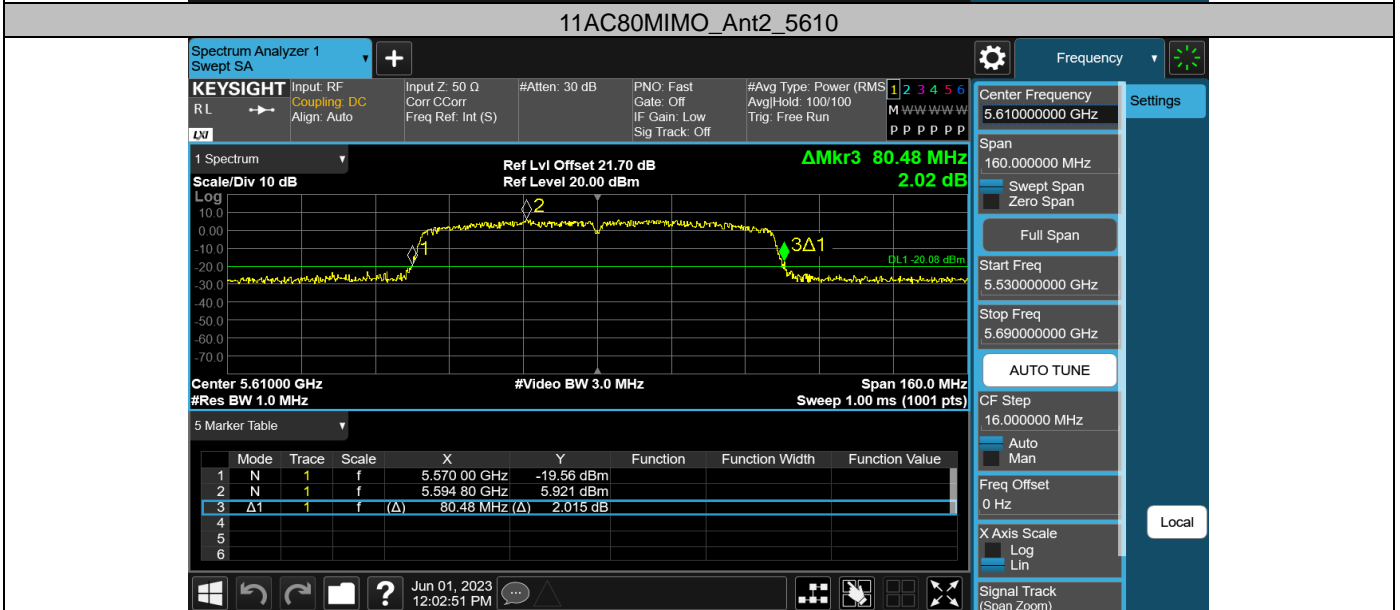 11AC80MIMO_Ant2_5610
Spectrum Analyzer 1
Swept SA
+
Frequency
KEYSIGHT
RL
LXI
Input: RF
Coupling: DC
Align: Auto
Input Z: 50 Ω
Corr CCorr
Freq Ref: Int (S)
#Atten: 30 dB
PNO: Fast
Gate: Off
IF Gain: Low
Sig Track: Off
#Avg Type: Power (RMS
Avg|Hold: 100/100
Trig: Free Run
1 2 3 4 5 6
M W W W W W
P P P P P P
1 Spectrum
Scale/Div 10 dB
Ref Lvl Offset 21.70 dB
Ref Level 20.00 dBm
ΔMkr3 80.48 MHz
2.02 dB
Log
10.0
0.00
-10.0
-20.0
-30.0
-40.0
-50.0
-60.0
-70.0
2
1
3Δ1
DL1 -20.08 dBm
Center 5.61000 GHz
#Video BW 3.0 MHz
Span 160.0 MHz
#Res BW 1.0 MHz
Sweep 1.00 ms (1001 pts)
5 Marker Table
Mode Trace Scale X Y Function Function Width Function Value
1 N 1 f 5.570 00 GHz -19.56 dBm
2 N 1 f 5.594 80 GHz 5.921 dBm
3 Δ1 1 f (Δ) 80.48 MHz (Δ) 2.015 dB
4
5
6
Jun 01, 2023
12:02:51 PM
?
Center Frequency
5.610000000 GHz
Span
160.000000 MHz
Swept Span
Zero Span
Full Span
Start Freq
5.530000000 GHz
Stop Freq
5.690000000 GHz
AUTO TUNE
CF Step
16.000000 MHz
Auto
Man
Freq Offset
0 Hz
X Axis Scale
Log
Lin
Signal Track
(Span Zoom)
Settings
Local